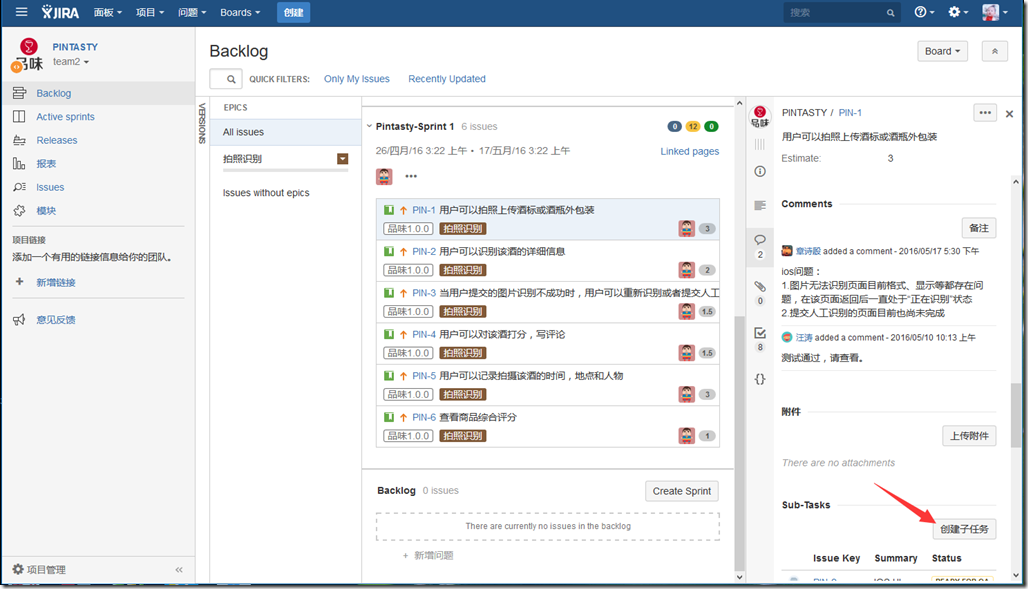 JIRA 面板 项目 问题 Boards 创建 搜索
品味
PINTASTY
team2
Backlog
Active sprints
Releases
报表
Issues
模块
项目链接
添加一个有用的链接信息给你的团队。
+ 新增链接
意见反馈
项目管理 «
Backlog
Board
QUICK FILTERS: Only My Issues Recently Updated
VERSIONS
EPICS
All issues
拍照识别
Issues without epics
Pintasty-Sprint 1 6 issues
0 12 0
26/四月/16 3:22 上午 • 17/五月/16 3:22 上午
Linked pages
•••
PIN-1 用户可以拍照上传酒标或酒瓶外包装
品味1.0.0 拍照识别 3
PIN-2 用户可以识别该酒的详细信息
品味1.0.0 拍照识别 2
PIN-3 当用户提交的图片识别不成功时，用户可以重新识别或者提交人工
品味1.0.0 拍照识别 1.5
PIN-4 用户可以对该酒打分，写评论
品味1.0.0 拍照识别 1.5
PIN-5 用户可以记录拍摄该酒的时间，地点和人物
品味1.0.0 拍照识别 3
PIN-6 查看商品综合评分
品味1.0.0 拍照识别 1
Backlog 0 issues
Create Sprint
There are currently no issues in the backlog
+ 新增问题
品味
2
0
8
{}
PINTASTY / PIN-1
•••
用户可以拍照上传酒标或酒瓶外包装
Estimate: 3
Comments
备注
章诗殷 added a comment - 2016/05/17 5:30 下午
ios问题：
1.图片无法识别页面目前格式、显示等都存在问
题，在该页面返回后一直处于“正在识别”状态
2.提交人工识别的页面目前也尚未完成
汪涛 added a comment - 2016/05/10 10:13 上午
测试通过，请查看。
附件
上传附件
There are no attachments
Sub-Tasks
创建子任务
Issue Key Summary Status